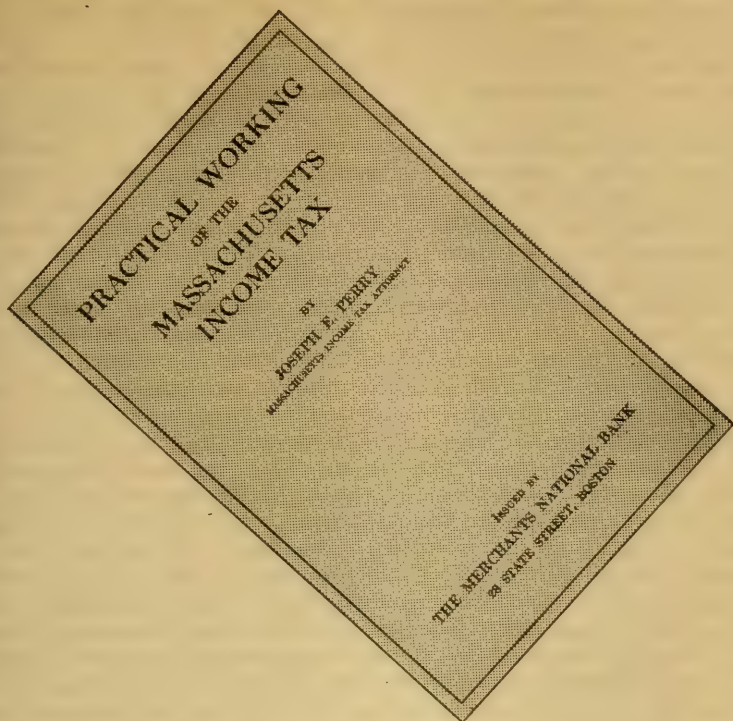 PRACTICAL WORKING
OF THE
MASSACHUSETTS
INCOME TAX
BY
JOSEPH E. PERRY
MASSACHUSETTS INCOME TAX ATTORNEY
ISSUED BY
THE MERCHANTS NATIONAL BANK
28 STATE STREET, BOSTON